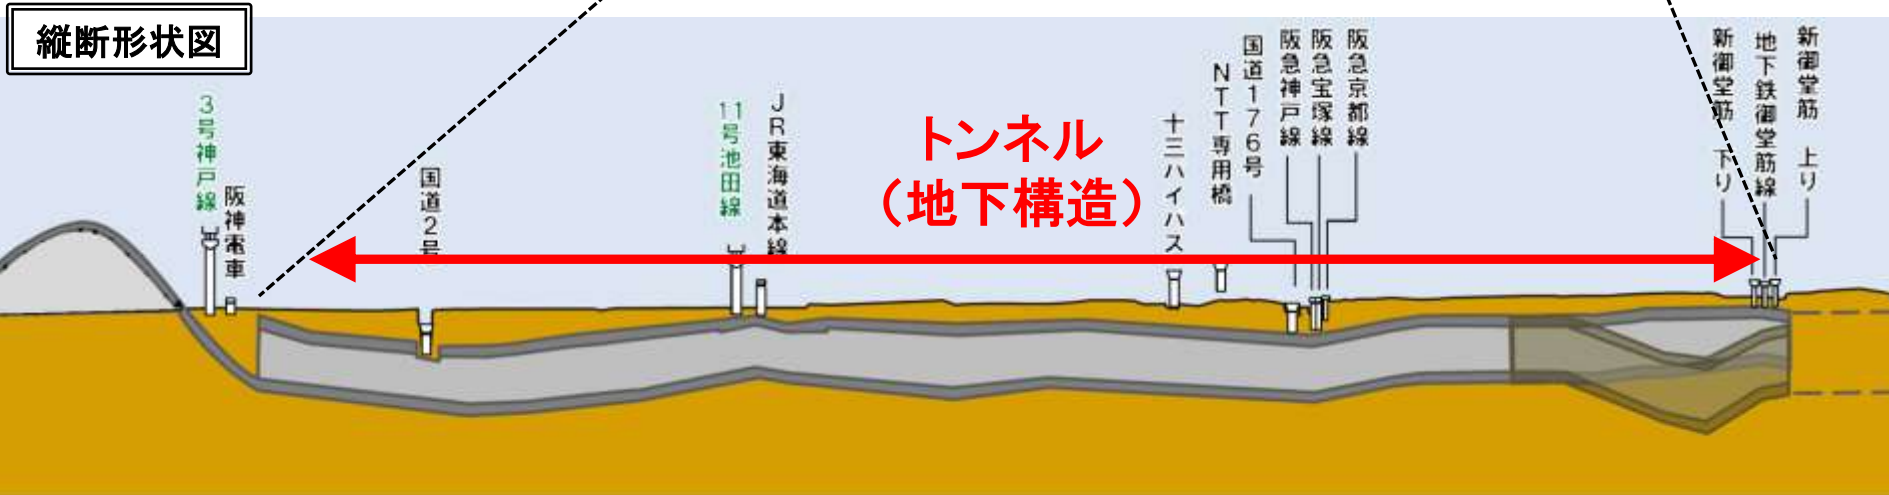 縦断形状図
3号神戸線
阪神電車
国道2号
11号池田線
JR東海道本線
トンネル
(地下構造)
十三ハイハス
NTT専用橋
国道176号
阪急神戸線
阪急宝塚線
阪急京都線
新御堂筋 下り
地下鉄御堂筋線
新御堂筋 上り